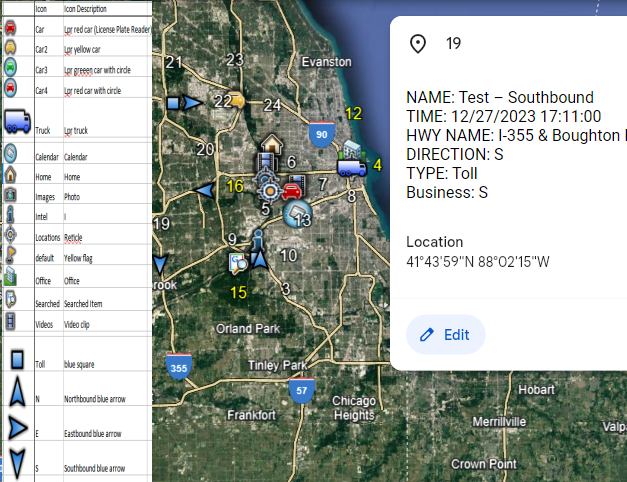 Icon Icon Description
Car Lpr red car (License Plate Reader)
Car2 Lpr yellow car
Car3 Lpr greeen car with circle
Car4 Lpr red car with circle
Truck Lpr truck
Calendar Calendar
Home Home
Images Photo
Intel I
Locations Reticle
default Yellow flag
Office Office
Searched Searched Item
Videos Video clip
Toll blue square
N Northbound blue arrow
E Eastbound blue arrow
S Southbound blue arrow
21
23
Evanston
22
24
12
90
20
6
4
16
7
8
5
13
19
9
10
rook
15
3
Orland Park
355
Tinley Park
57
Frankfort
Chicago
Heights
Hobart
Merrillville
Valp
Crown Point
19
NAME: Test – Southbound
TIME: 12/27/2023 17:11:00
HWY NAME: I-355 & Boughton
DIRECTION: S
TYPE: Toll
Business: S
Location
41°43'59"N 88°02'15"W
Edit